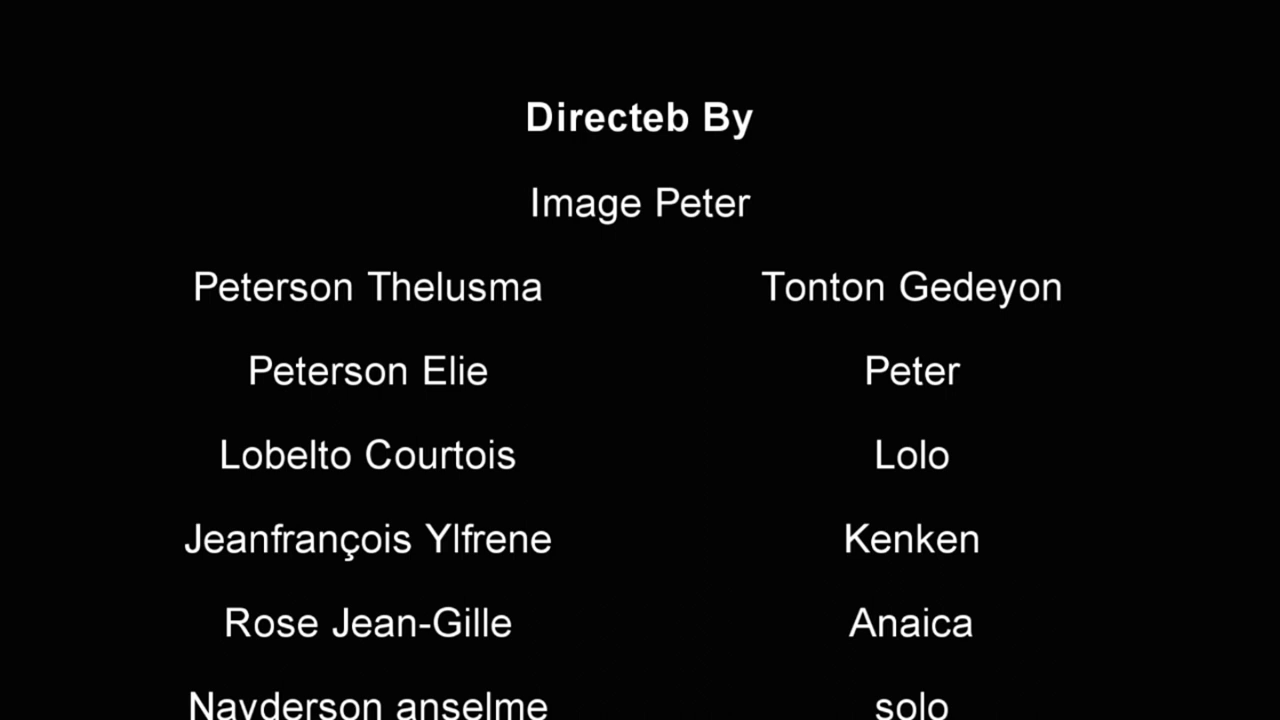 Directeb By
Image Peter
Peterson Thelusma Tonton Gedeyon
Peterson Elie Peter
Lobelto Courtois Lolo
Jeanfrançois Ylfrene Kenken
Rose Jean-Gille Anaica
Nayderson anselme solo